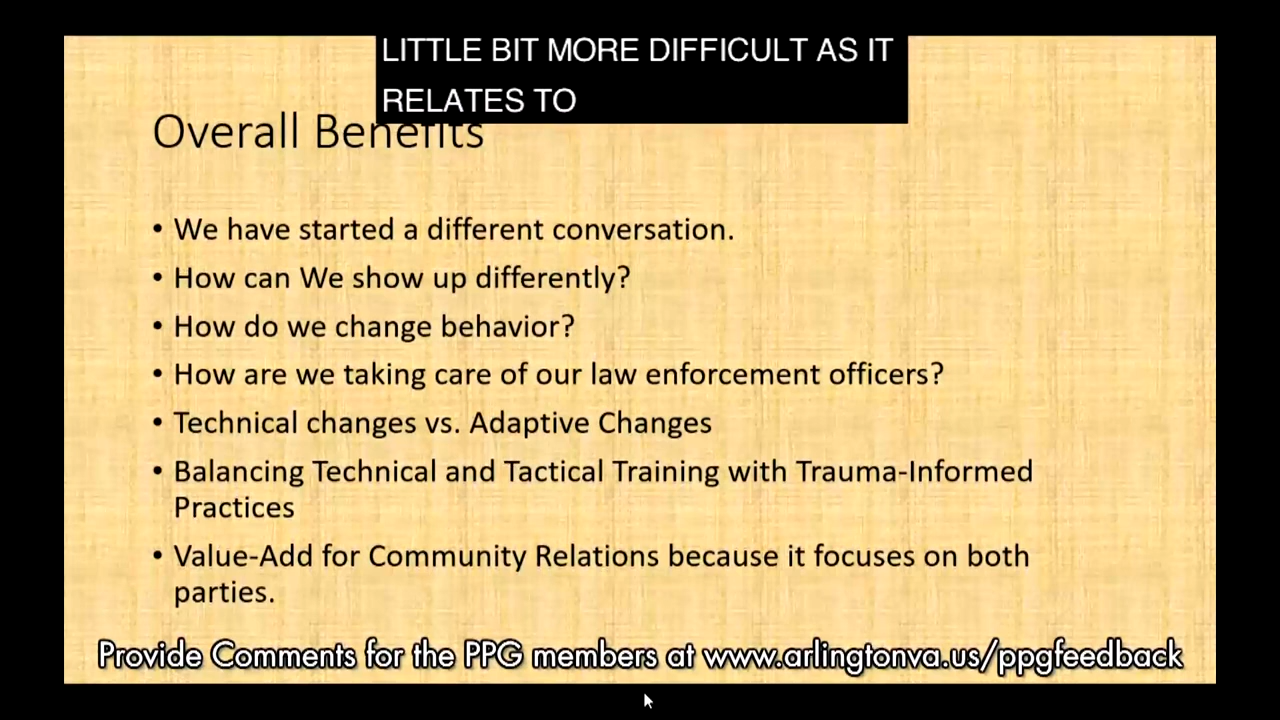 LITTLE BIT MORE DIFFICULT AS IT
RELATES TO
Overall Benefits
• We have started a different conversation.
• How can We show up differently?
• How do we change behavior?
• How are we taking care of our law enforcement officers?
• Technical changes vs. Adaptive Changes
• Balancing Technical and Tactical Training with Trauma-Informed
Practices
• Value-Add for Community Relations because it focuses on both
parties.
Provide Comments for the PPG members at www.arlingtonva.us/ppgfeedback